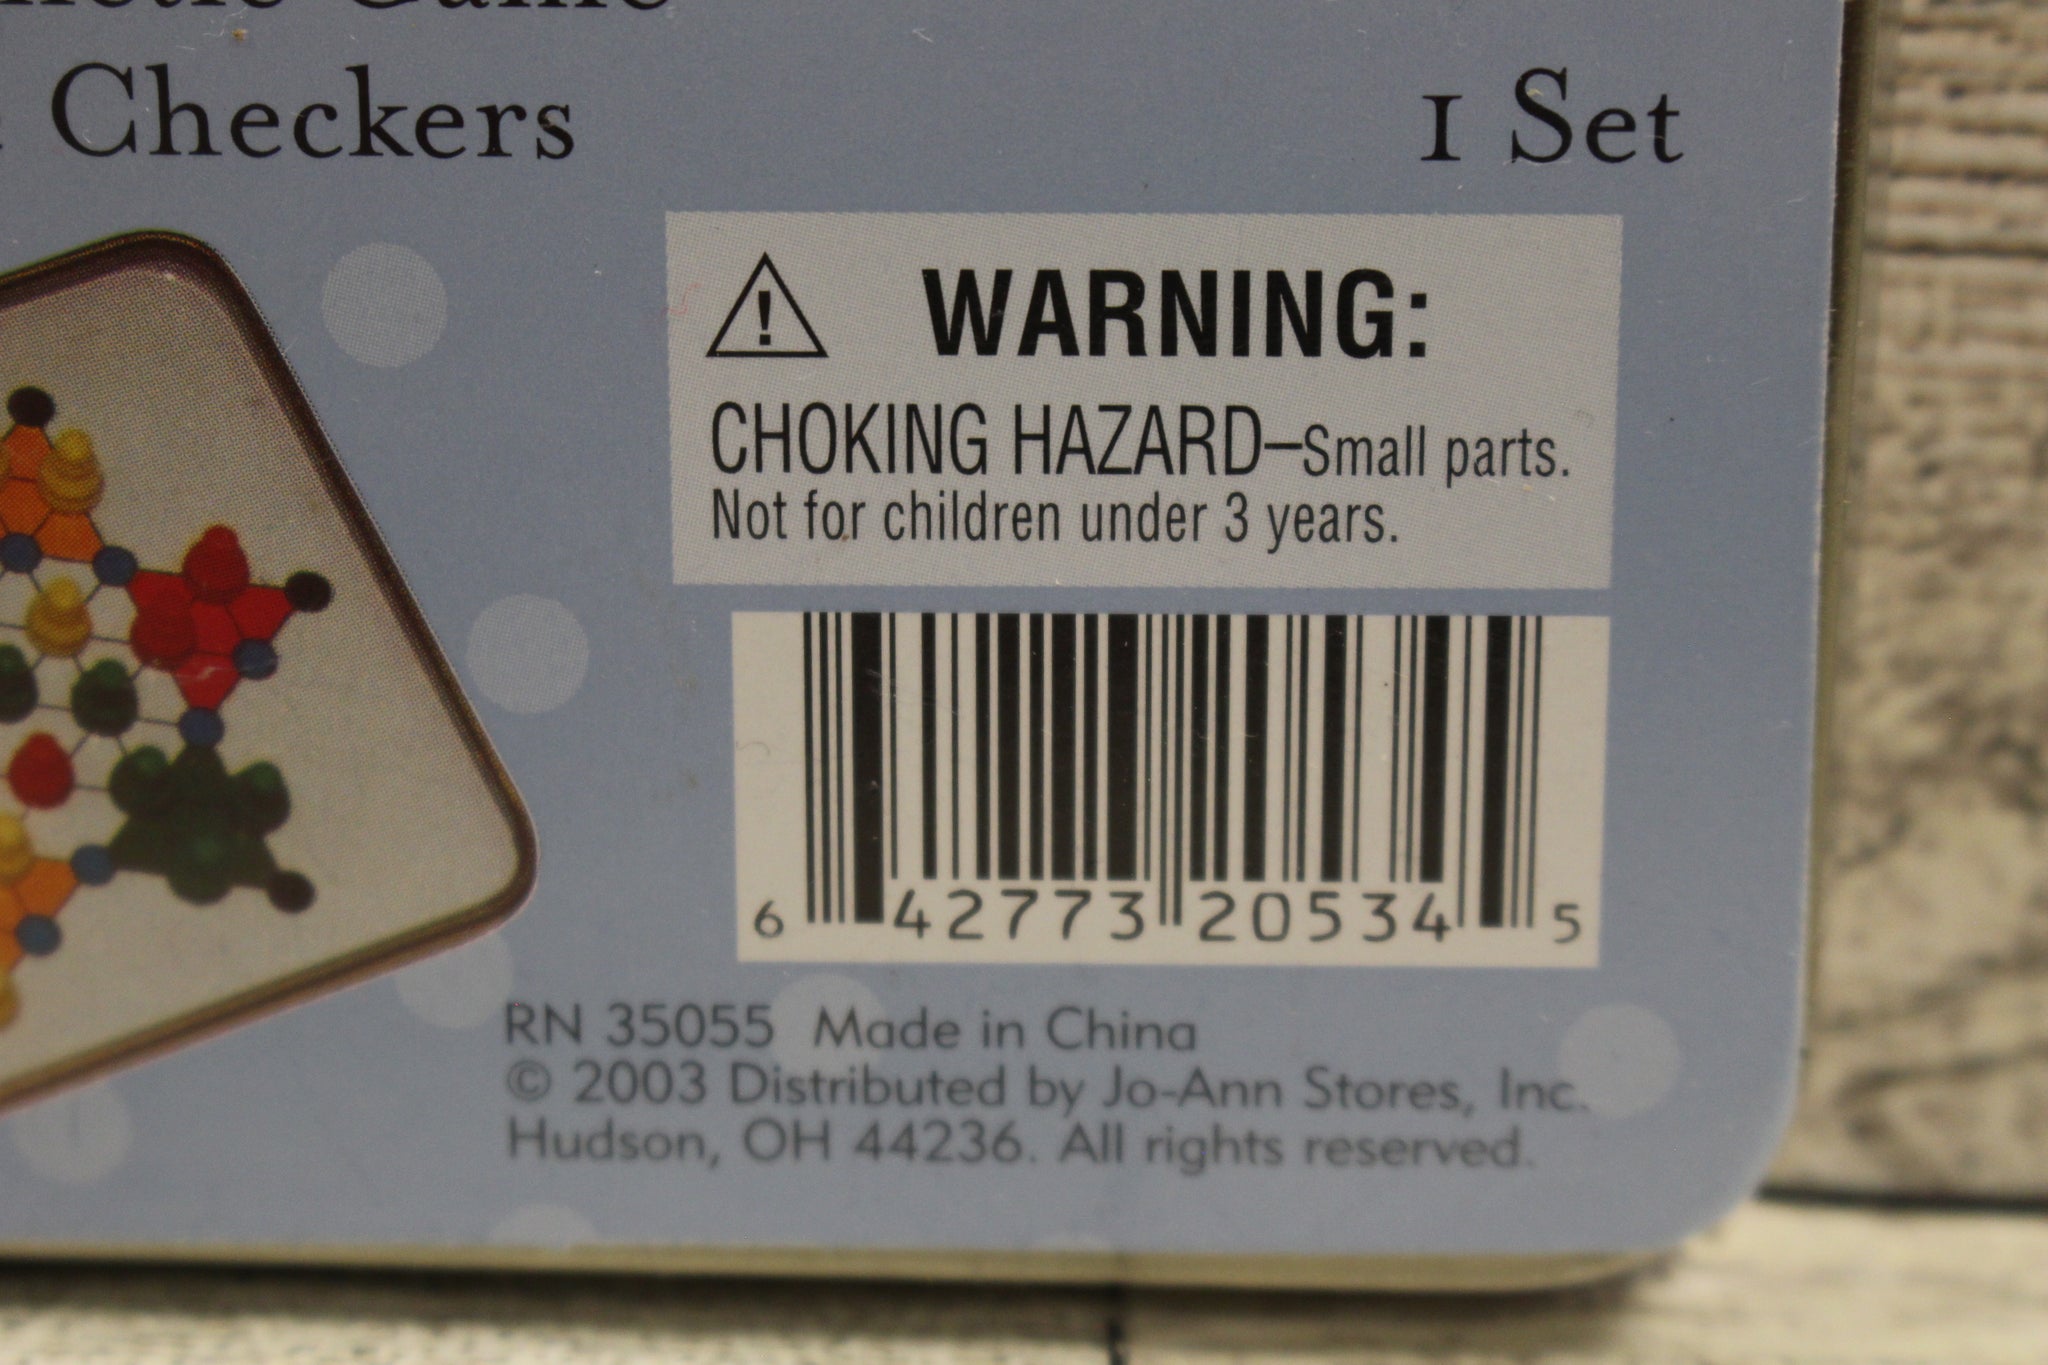 Game
Checkers
1 Set
WARNING:
CHOKING HAZARD–Small parts.
Not for children under 3 years.
6 42773 20534 5
RN 35055 Made in China
© 2003 Distributed by Jo-Ann Stores, Inc.
Hudson, OH 44236. All rights reserved.